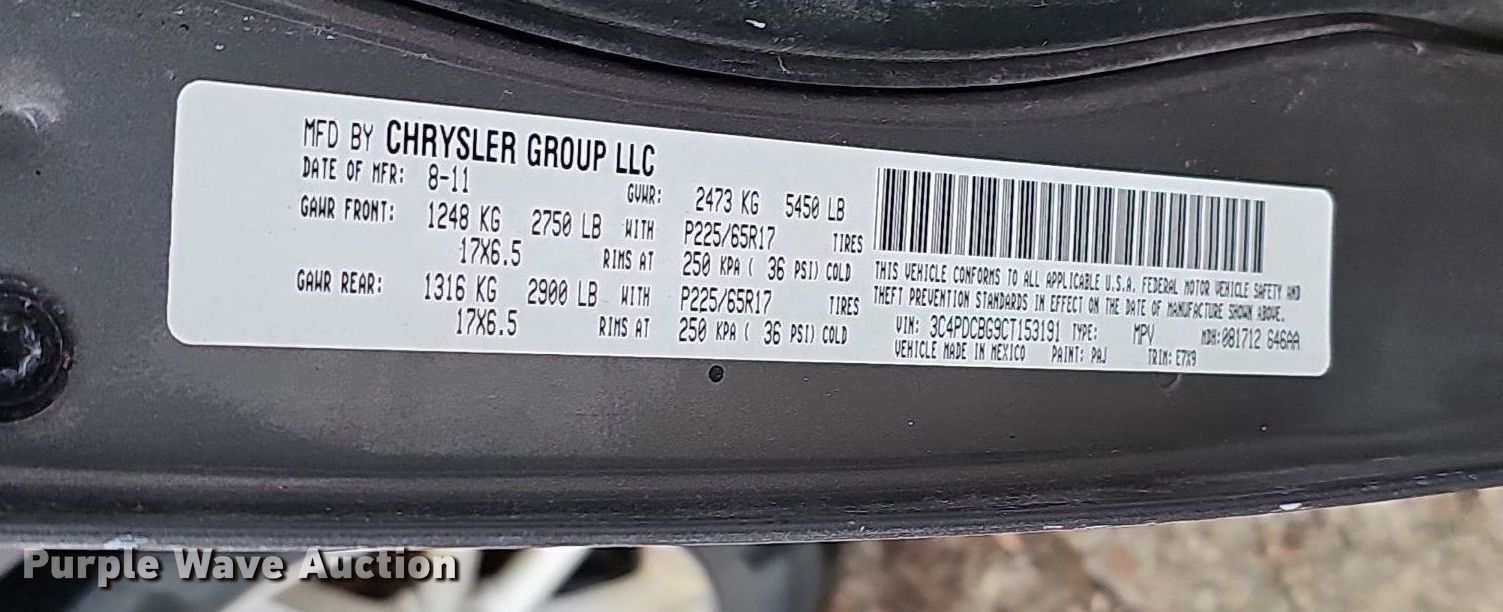 MFD BY CHRYSLER GROUP LLC
DATE OF MFR: 8-11 GVWR: 2473 KG 5450 LB
GAWR FRONT: 1248 KG 2750 LB WITH P225/65R17 TIRES
17X6.5 RIMS AT 250 KPA ( 36 PSI) COLD
GAWR REAR: 1316 KG 2900 LB WITH P225/65R17 TIRES
17X6.5 RIMS AT 250 KPA ( 36 PSI) COLD
THIS VEHICLE CONFORMS TO ALL APPLICABLE U.S.A. FEDERAL MOTOR VEHICLE SAFETY AND
THEFT PREVENTION STANDARDS IN EFFECT ON THE DATE OF MANUFACTURE SHOWN ABOVE.
VIN: 3C4PDCBG9CT153191 TYPE: MPV MDH:081712 646AA
VEHICLE MADE IN MEXICO PAINT: PAJ TRIM: E7X9
Purple Wave Auction